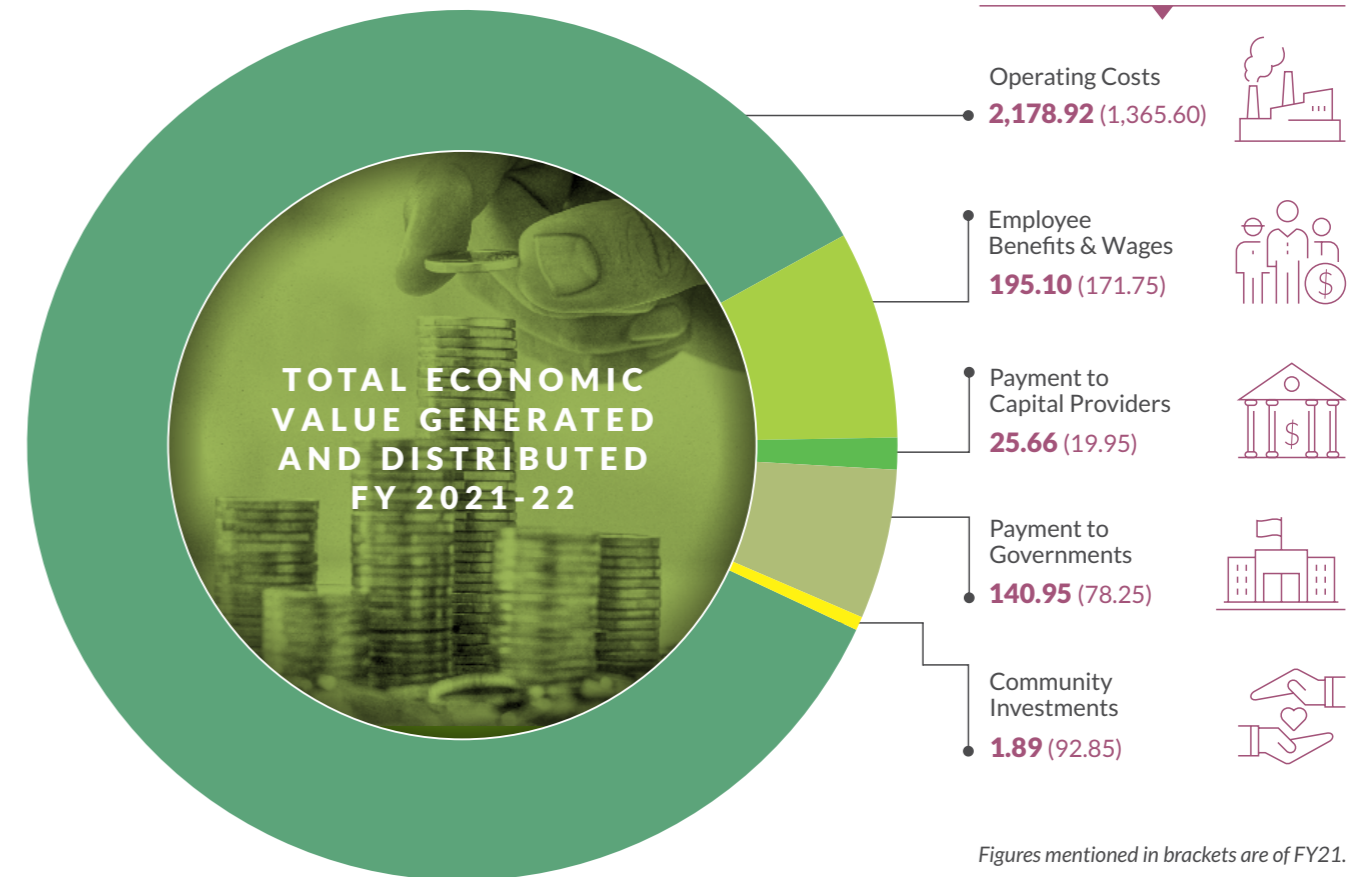 TOTAL ECONOMIC
VALUE GENERATED
AND DISTRIBUTED
FY 2021-22
Operating Costs
2,178.92 (1,365.60)
Employee
Benefits & Wages
195.10 (171.75)
$
Payment to
Capital Providers
25.66 (19.95)
$
Payment to
Governments
140.95 (78.25)
Community
Investments
1.89 (92.85)
Figures mentioned in brackets are of FY21.